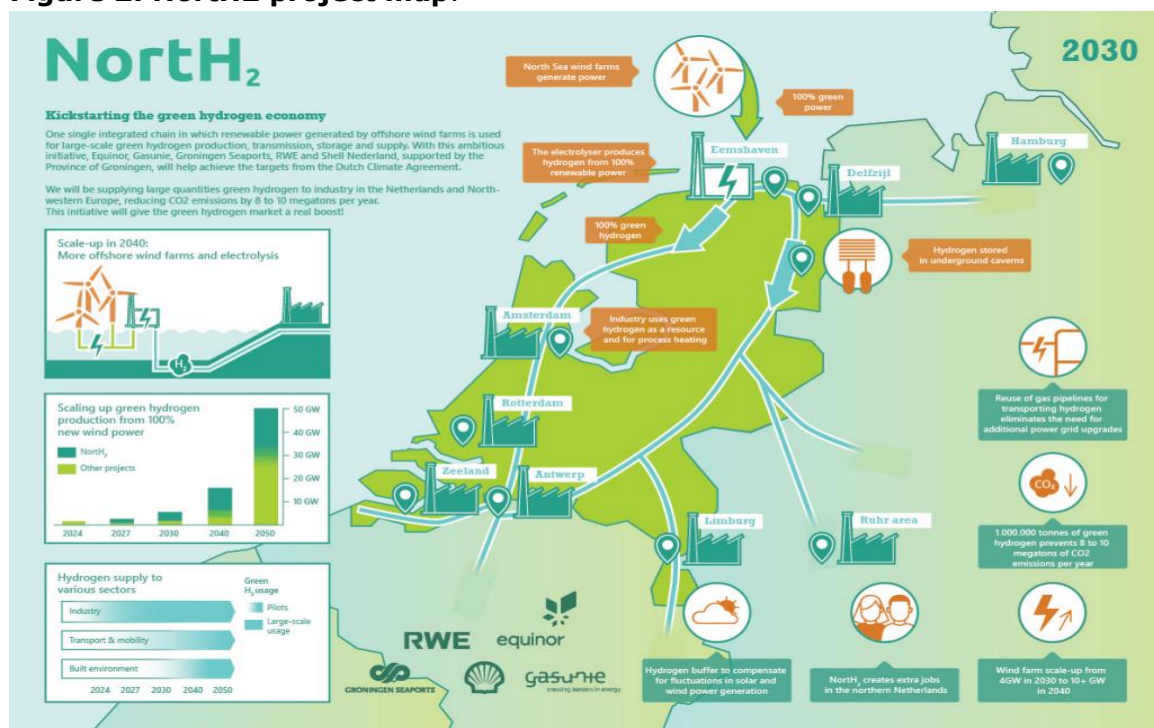 Figure 2: NortH2 project map.
NortH₂
2030
Kickstarting the green hydrogen economy
One single integrated chain in which renewable power generated by offshore wind farms is used
for large-scale green hydrogen production, transmission, storage and supply. With this ambitious
initiative, Equinor, Gasunie, Groningen Seaports, RWE and Shell Nederland, supported by the
Province of Groningen, will help achieve the targets from the Dutch Climate Agreement.
We will be supplying large quantities green hydrogen to industry in the Netherlands and North-
western Europe, reducing CO2 emissions by 8 to 10 megatons per year.
This initiative will give the green hydrogen market a real boost!
North Sea wind farms
generate power
100% green
power
The electrolyser produces
hydrogen from 100%
renewable power
Eemshaven
Delfzijl
Hamburg
100% green
hydrogen
Hydrogen stored
in underground caverns
Amsterdam
Industry uses green
hydrogen as a resource
and for process heating
Rotterdam
Zeeland
Antwerp
Limburg
Ruhr area
Scale-up in 2040:
More offshore wind farms and electrolysis
H₂
Scaling up green hydrogen
production from 100%
new wind power
NortH₂
Other projects
50 GW
40 GW
30 GW
20 GW
10 GW
2024 2027 2030 2040 2050
Hydrogen supply to
various sectors
Green
H₂ usage
Pilots
Large-scale
usage
Industry
Transport & mobility
Built environment
2024 2027 2030 2040 2050
RWE
equinor
GRONINGEN SEAPORTS
gasunie
crossing borders in energy
Reuse of gas pipelines for
transporting hydrogen
eliminates the need for
additional power grid upgrades
CO₂
1.000.000 tonnes of green
hydrogen prevents 8 to 10
megatons of CO2
emissions per year
Hydrogen buffer to compensate
for fluctuations in solar and
wind power generation
NortH₂ creates extra jobs
in the northern Netherlands
Wind farm scale-up from
4GW in 2030 to 10+ GW
in 2040